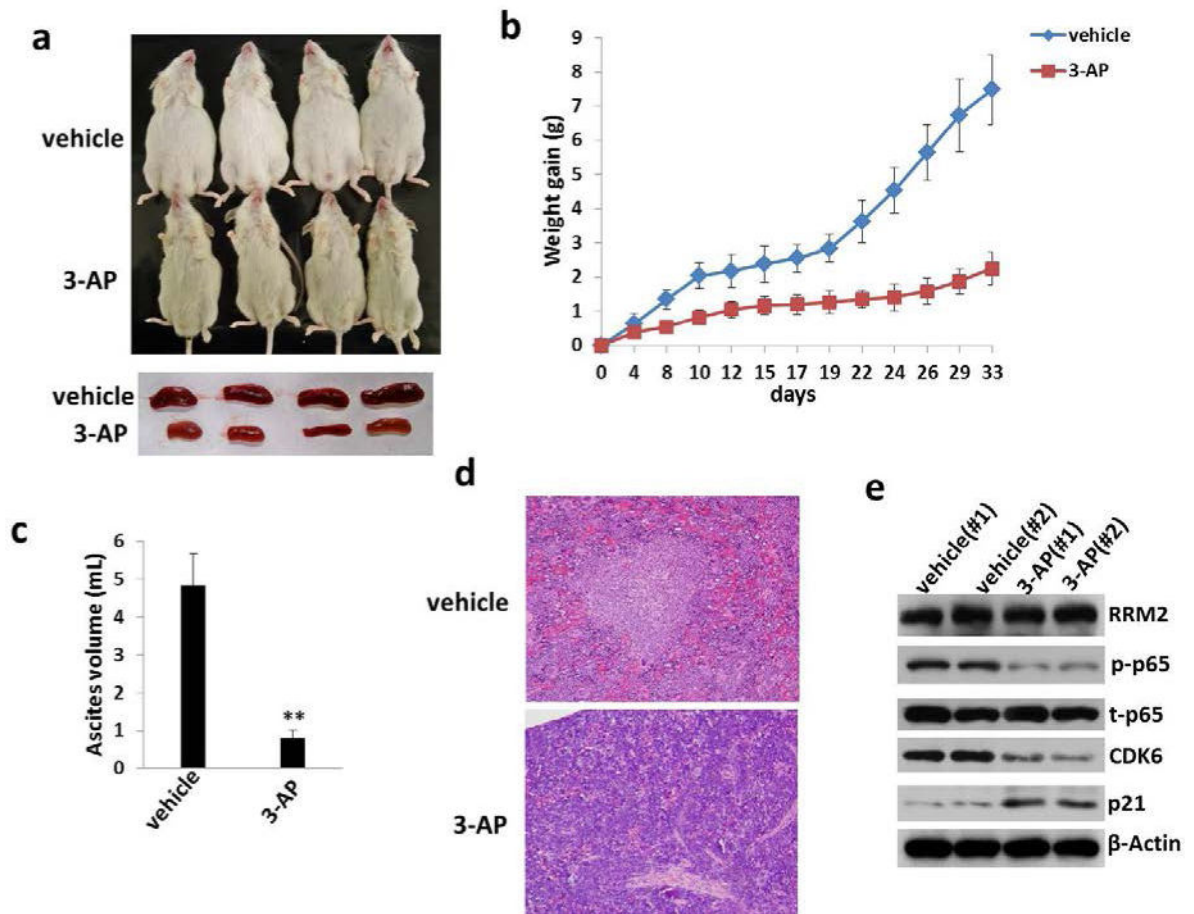 a
vehicle
3-AP
vehicle
3-AP
b
vehicle
3-AP
Weight gain (g)
9
8
7
6
5
4
3
2
1
0
0 4 8 10 12 15 17 19 22 24 26 29 33
days
c
Ascites volume (mL)
6
5
4
3
2
1
0
**
vehicle
3-AP
d
vehicle
3-AP
e
vehicle(#1)
vehicle(#2)
3-AP(#1)
3-AP(#2)
RRM2
p-p65
t-p65
CDK6
p21
β-Actin